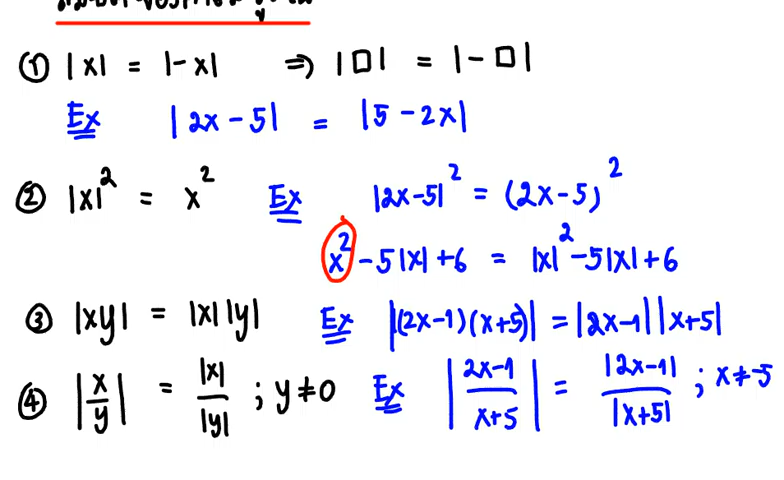 ① |x| = |-x| ⇒ |□| = |-□|
Ex |2x-5| = |5-2x|
② |x|² = x² Ex |2x-5|² = (2x-5)²
x² -5|x| +6 = |x|² -5|x| +6
③ |xy| = |x||y| Ex |(2x-1)(x+5)| = |2x-1||x+5|
④ |x/y| = |x|/|y| ; y≠0 Ex |(2x-1)/(x+5)| = |2x-1|/|x+5| ; x≠-5